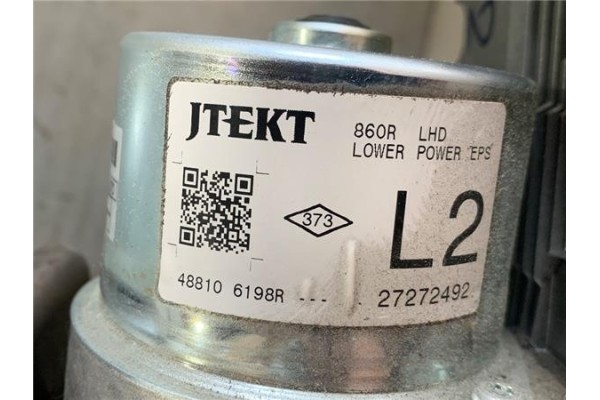 JTEKT
860R LHD
LOWER POWER EPS
373
L2
48810 6198R --- - 27272492